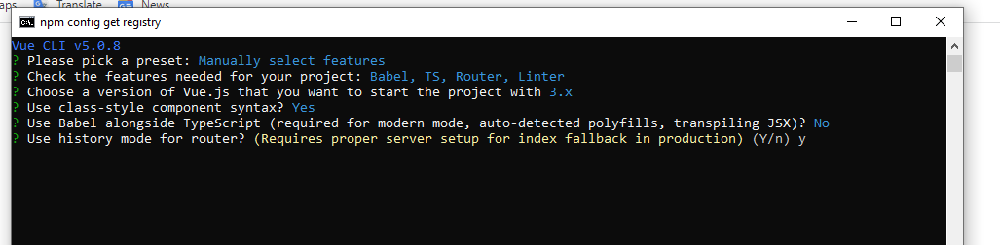 Translate
News
npm config get registry
Vue CLI v5.0.8
? Please pick a preset: Manually select features
? Check the features needed for your project: Babel, TS, Router, Linter
? Choose a version of Vue.js that you want to start the project with 3.x
? Use class-style component syntax? Yes
? Use Babel alongside TypeScript (required for modern mode, auto-detected polyfills, transpiling JSX)? No
? Use history mode for router? (Requires proper server setup for index fallback in production) (Y/n) y